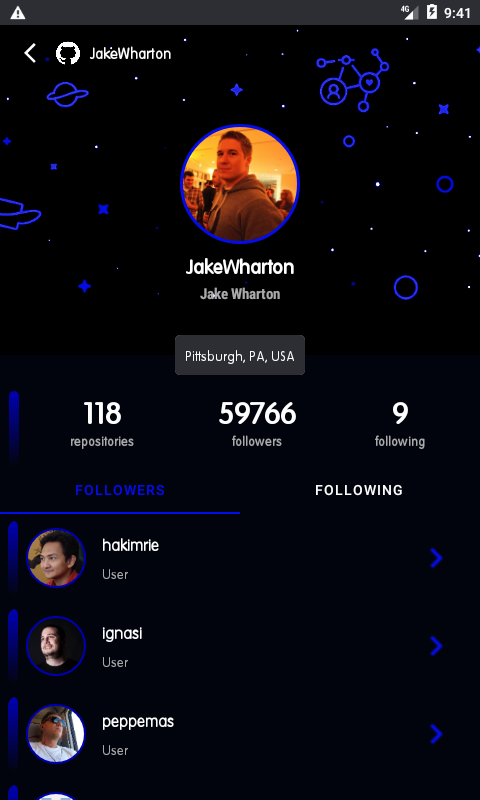 4G 9:41
JakeWharton
JakeWharton
Jake Wharton
Pittsburgh, PA, USA
118 59766 9
repositories followers following
FOLLOWERS FOLLOWING
hakimrie
User
ignasi
User
peppemas
User